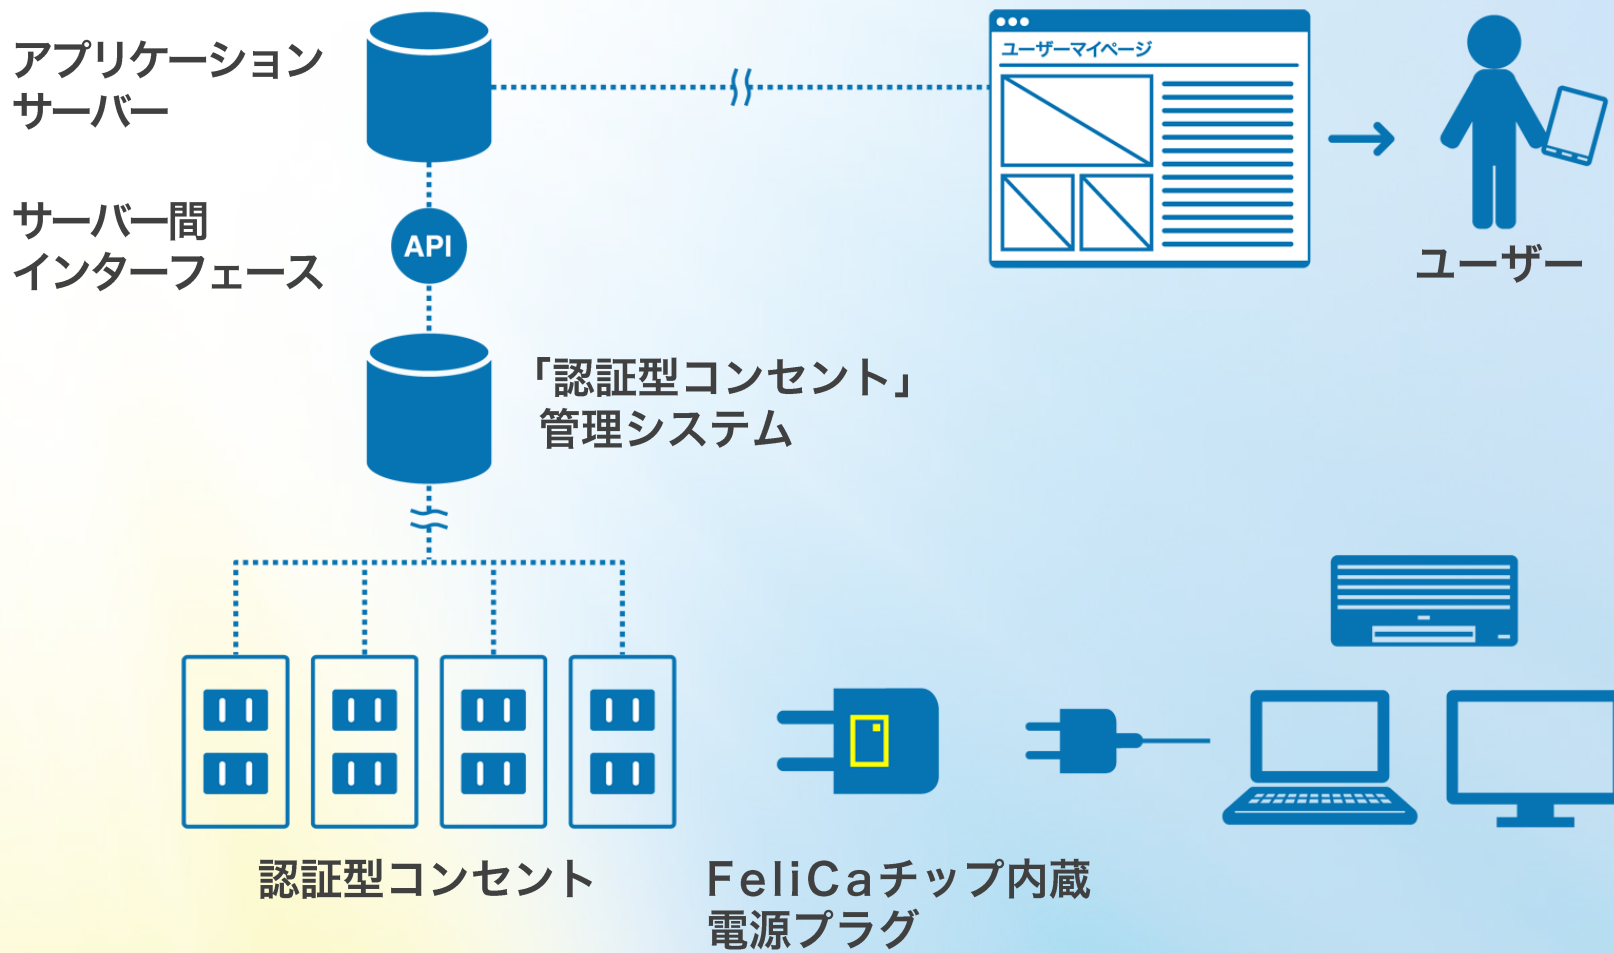 アプリケーション
サーバー
ユーザーマイページ
サーバー間
インターフェース
API
ユーザー
「認証型コンセント」
管理システム
認証型コンセント
FeliCaチップ内蔵
電源プラグ